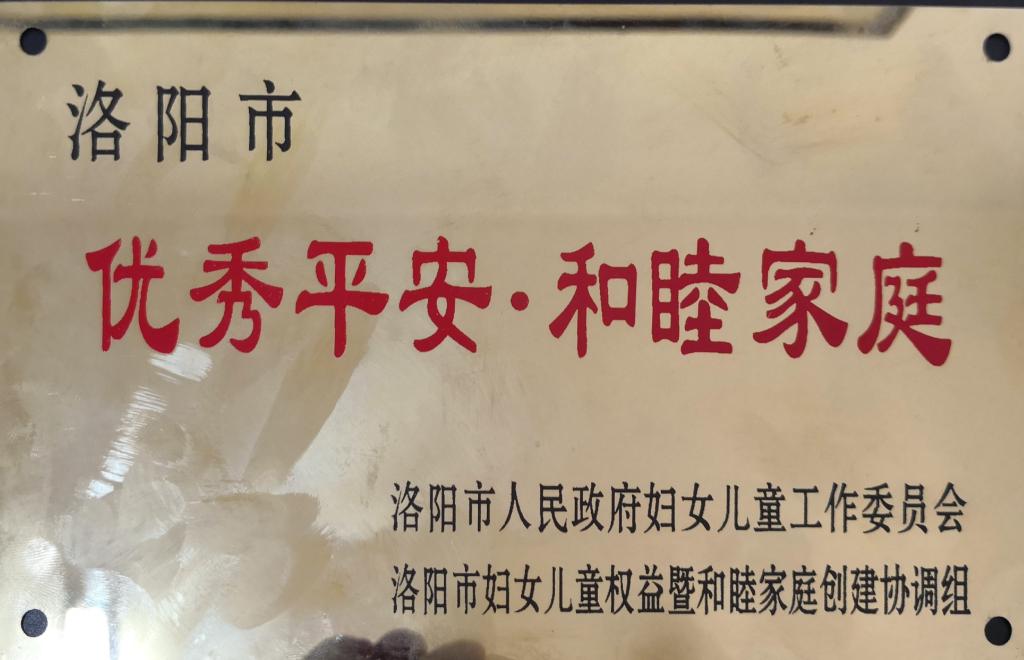 洛阳市
优秀平安·和睦家庭
洛阳市人民政府妇女儿童工作委员会
洛阳市妇女儿童权益暨和睦家庭创建协调组